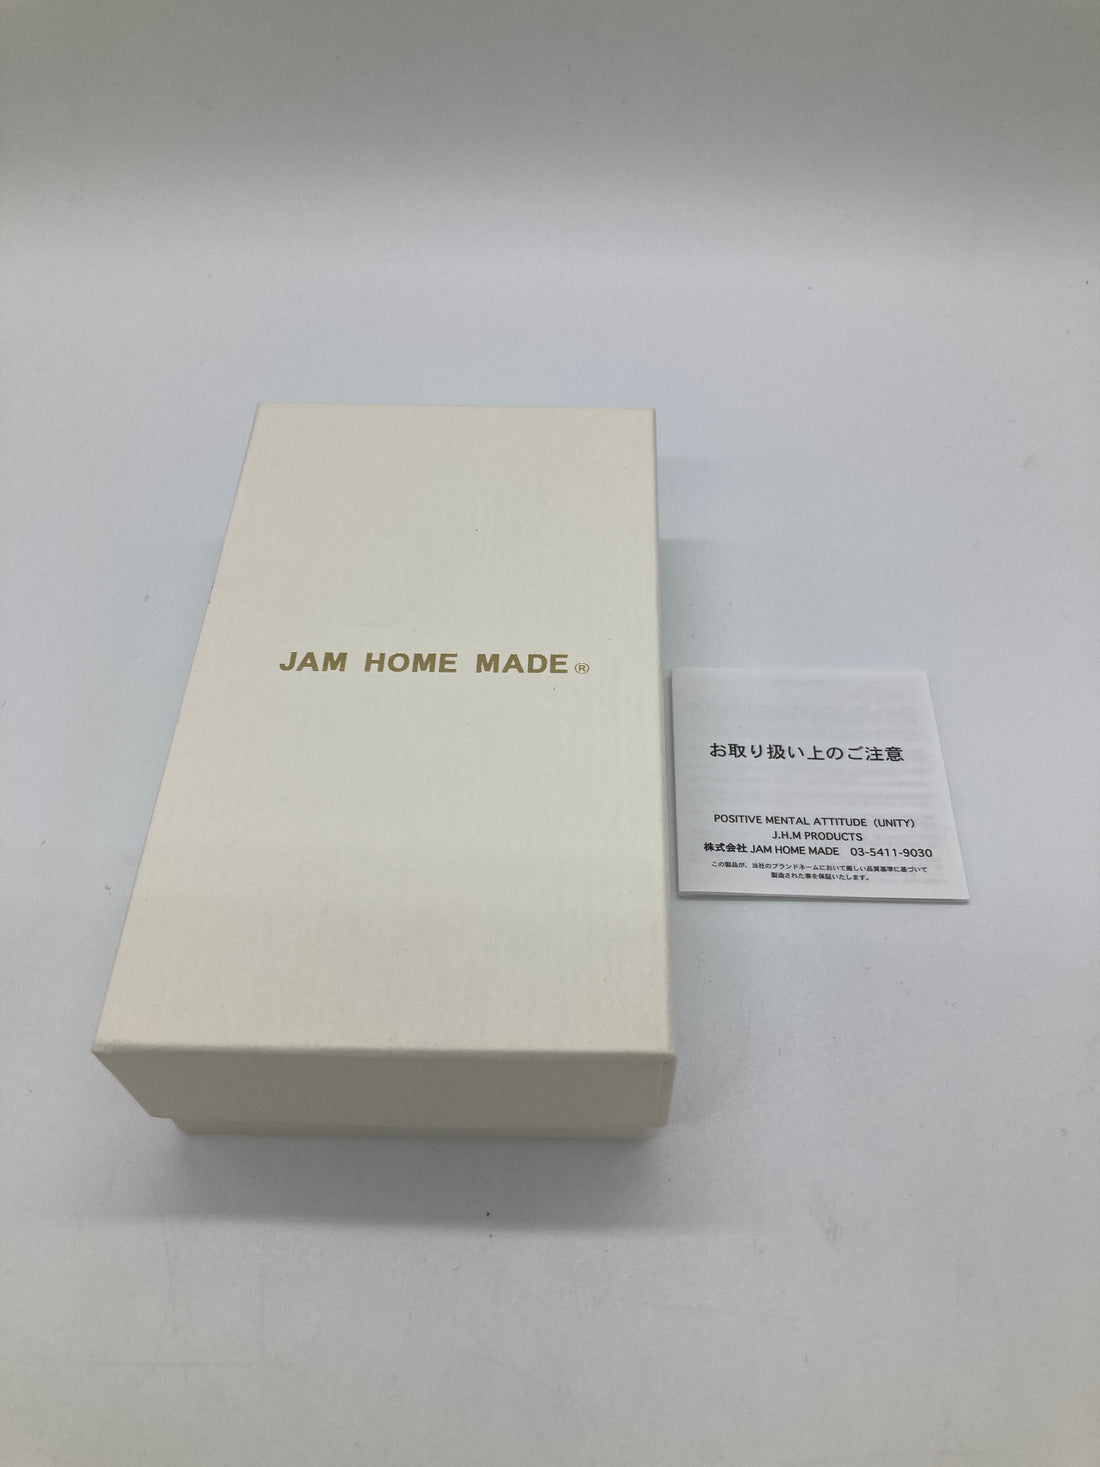 JAM HOME MADE®
お取り扱い上のご注意
POSITIVE MENTAL ATTITUDE（UNITY）
J.H.M PRODUCTS
株式会社 JAM HOME MADE　03-5411-9030
この製品が、当社のブランドネームにおいて厳しい品質基準に基づいて
製造された事を保証いたします。